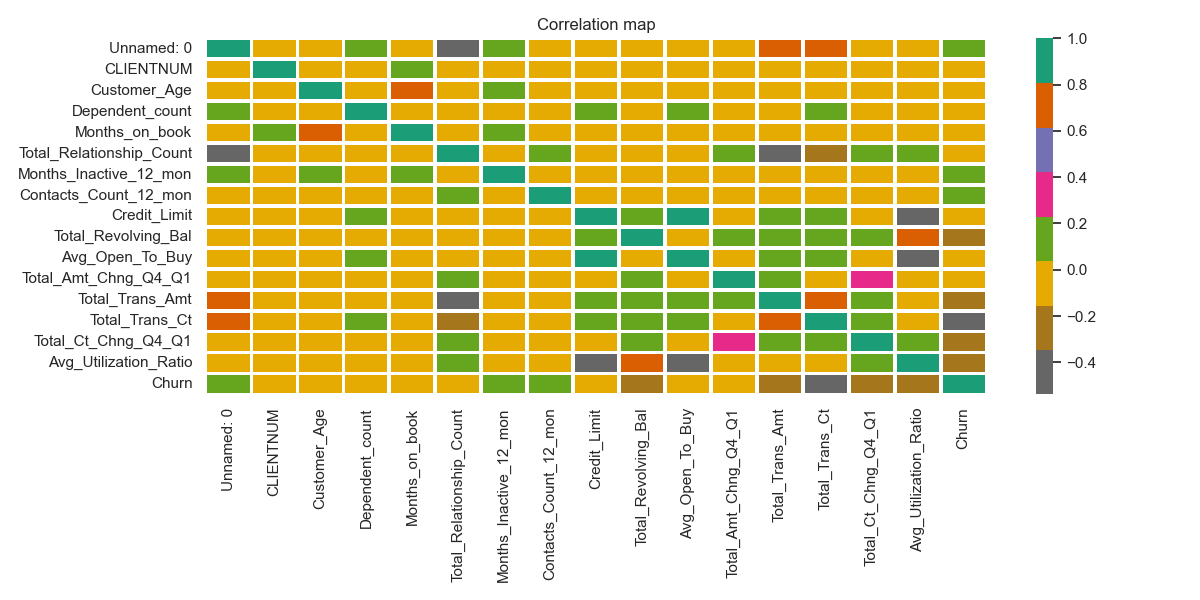 Correlation map
Unnamed: 0
CLIENTNUM
Customer_Age
Dependent_count
Months_on_book
Total_Relationship_Count
Months_Inactive_12_mon
Contacts_Count_12_mon
Credit_Limit
Total_Revolving_Bal
Avg_Open_To_Buy
Total_Amt_Chng_Q4_Q1
Total_Trans_Amt
Total_Trans_Ct
Total_Ct_Chng_Q4_Q1
Avg_Utilization_Ratio
Churn
Unnamed: 0
CLIENTNUM
Customer_Age
Dependent_count
Months_on_book
Total_Relationship_Count
Months_Inactive_12_mon
Contacts_Count_12_mon
Credit_Limit
Total_Revolving_Bal
Avg_Open_To_Buy
Total_Amt_Chng_Q4_Q1
Total_Trans_Amt
Total_Trans_Ct
Total_Ct_Chng_Q4_Q1
Avg_Utilization_Ratio
Churn
1.0
0.8
0.6
0.4
0.2
0.0
−0.2
−0.4